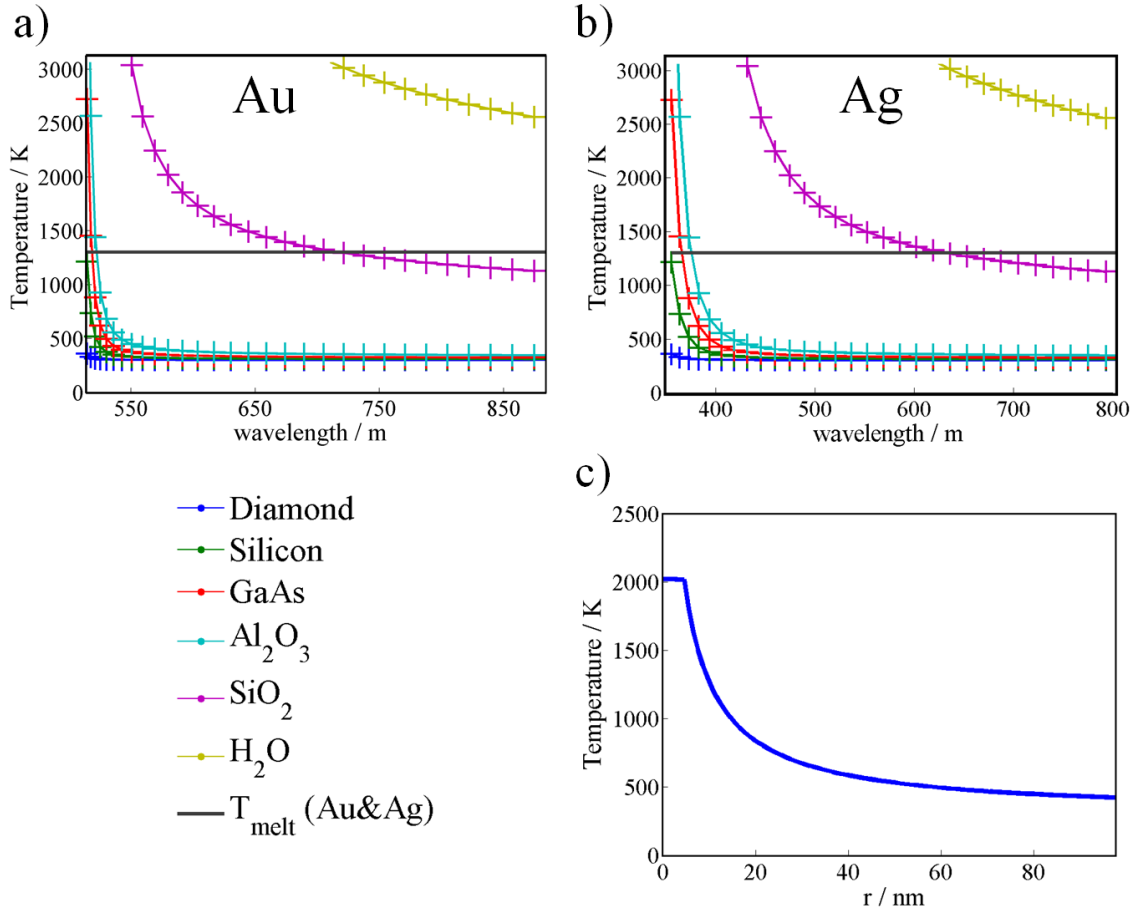 a)
Au
3000
2500
2000
1500
1000
500
0
Temperature / K
550
650
750
850
wavelength / m
b)
Ag
3000
2500
2000
1500
1000
500
0
Temperature / K
400
500
600
700
800
wavelength / m
Diamond
Silicon
GaAs
Al₂O₃
SiO₂
H₂O
T_melt (Au&Ag)
c)
2500
2000
1500
1000
500
0
Temperature / K
0
20
40
60
80
r / nm